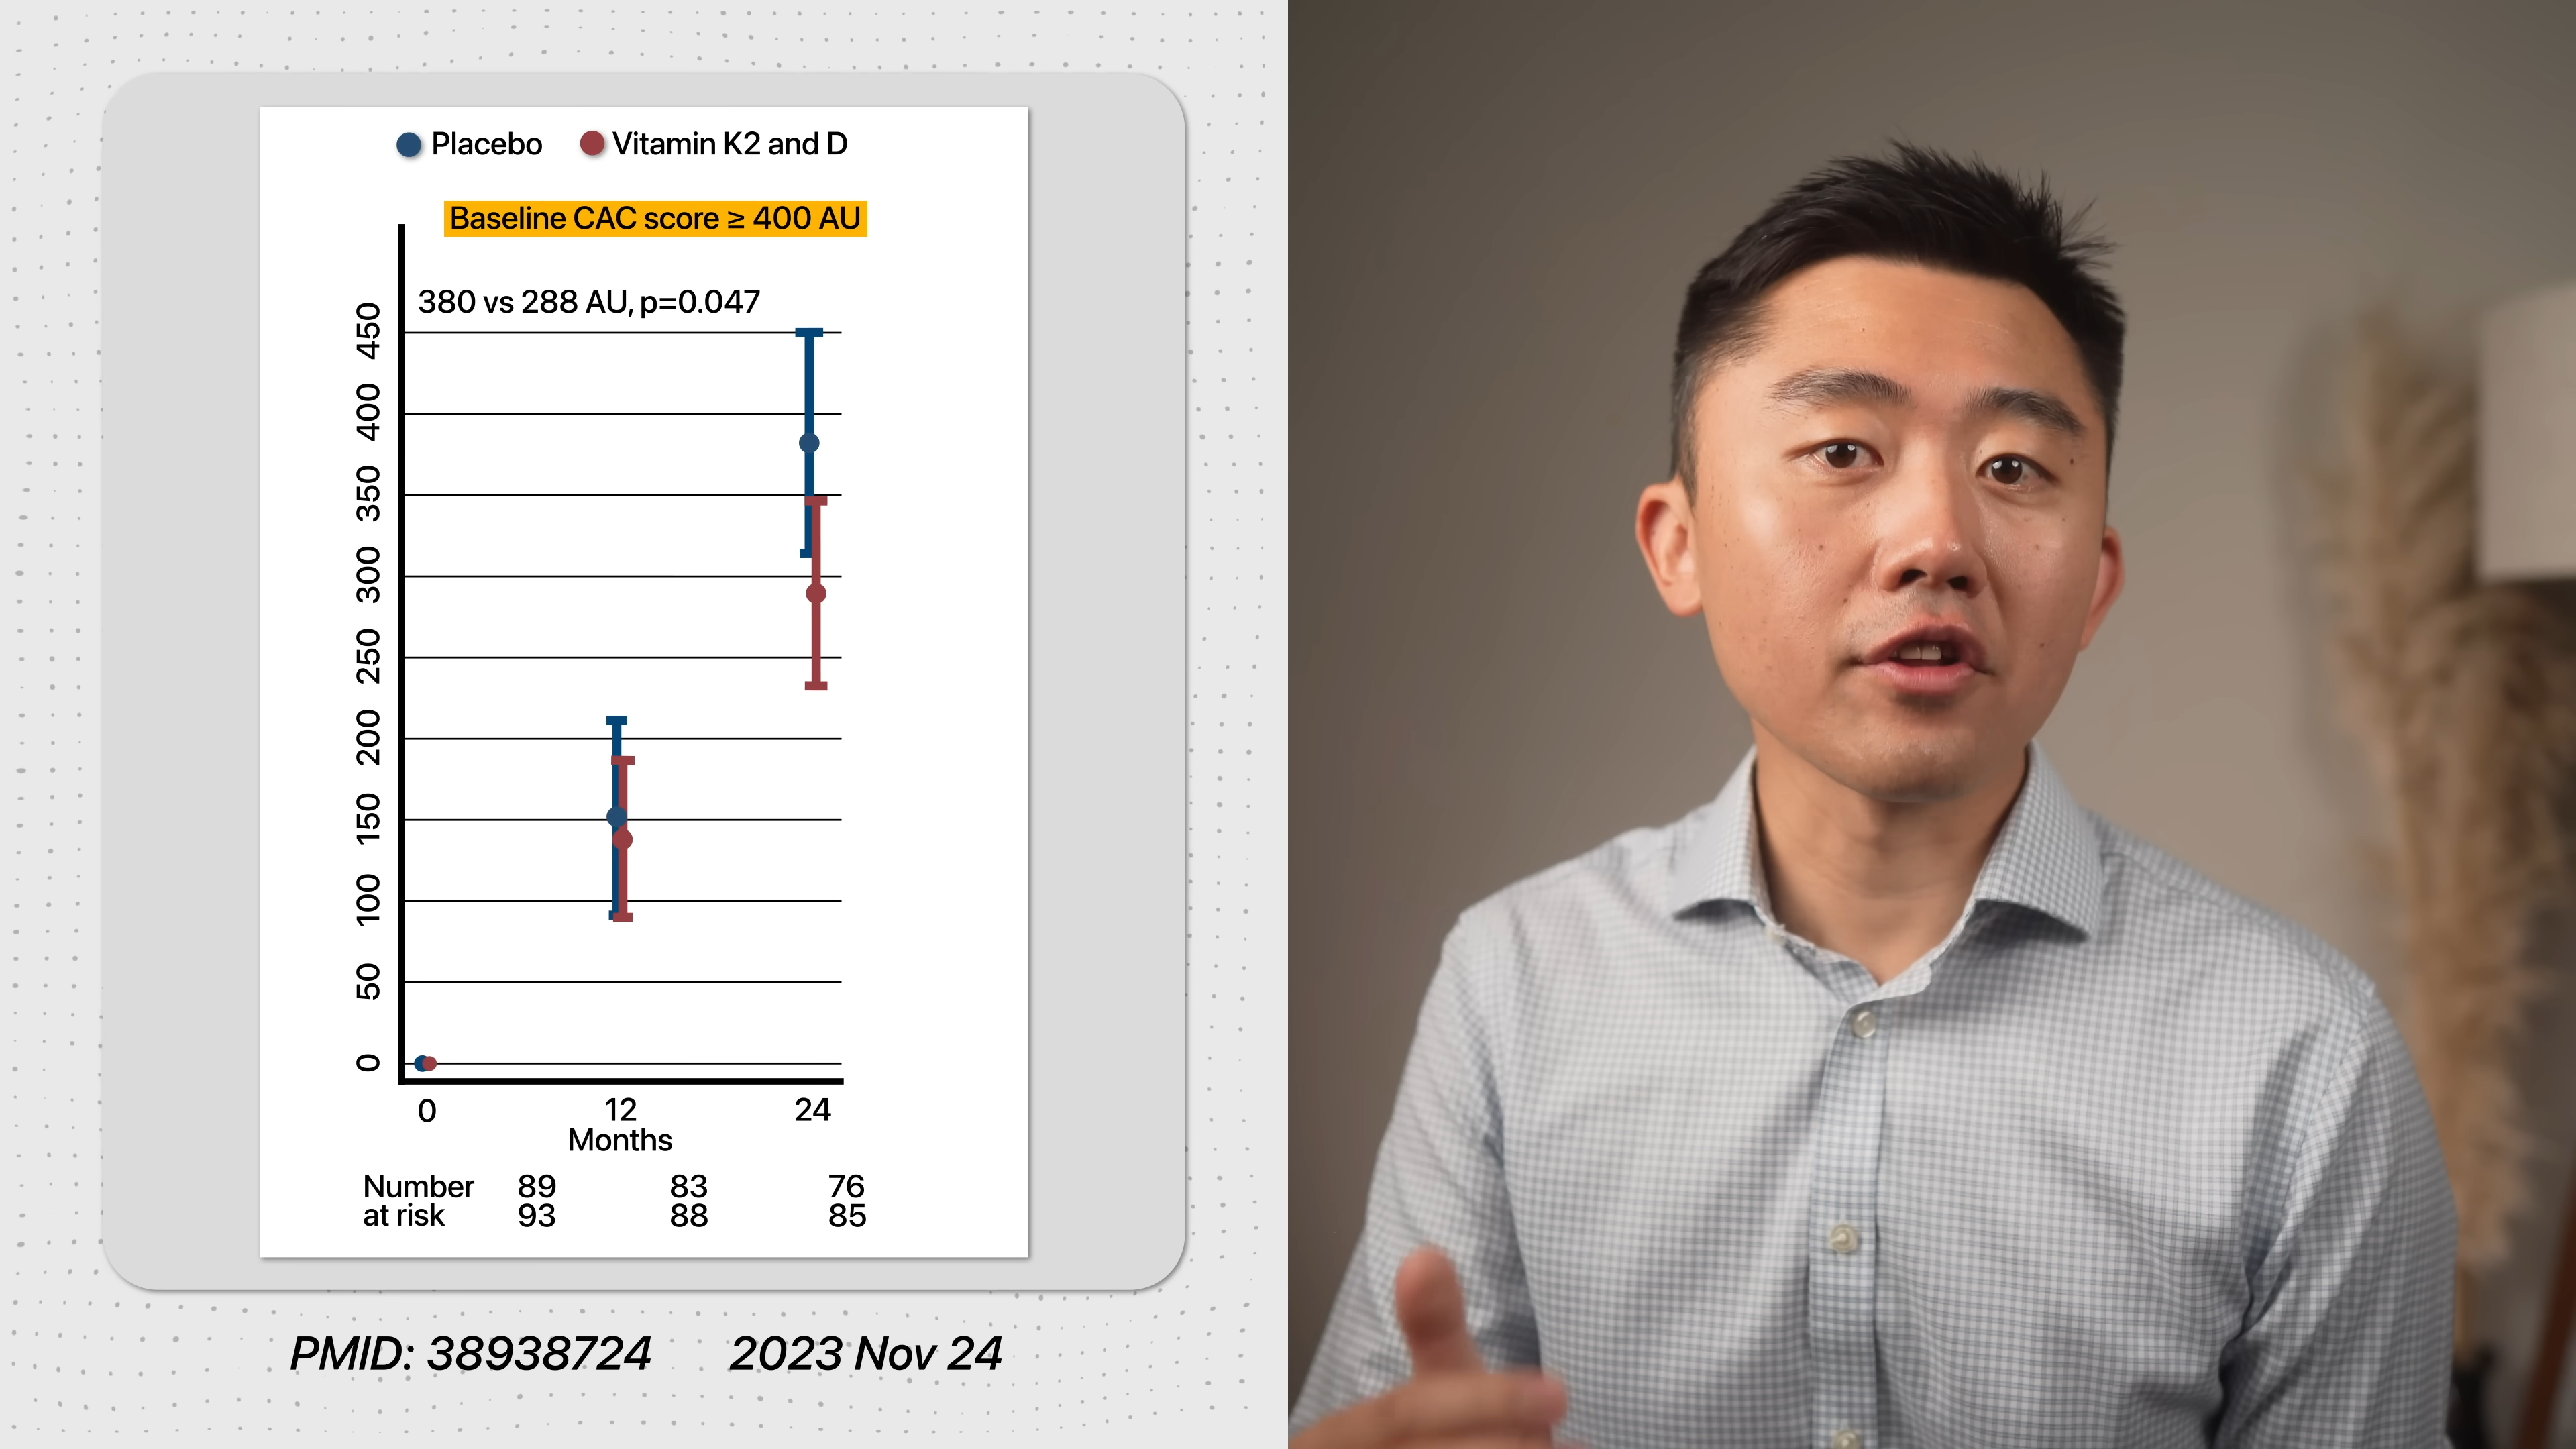 Placebo Vitamin K2 and D
Baseline CAC score ≥ 400 AU
380 vs 288 AU, p=0.047
450
400
350
300
250
200
150
100
50
0
0 12 24
Months
Number 89 83 76
at risk 93 88 85
PMID: 38938724 2023 Nov 24